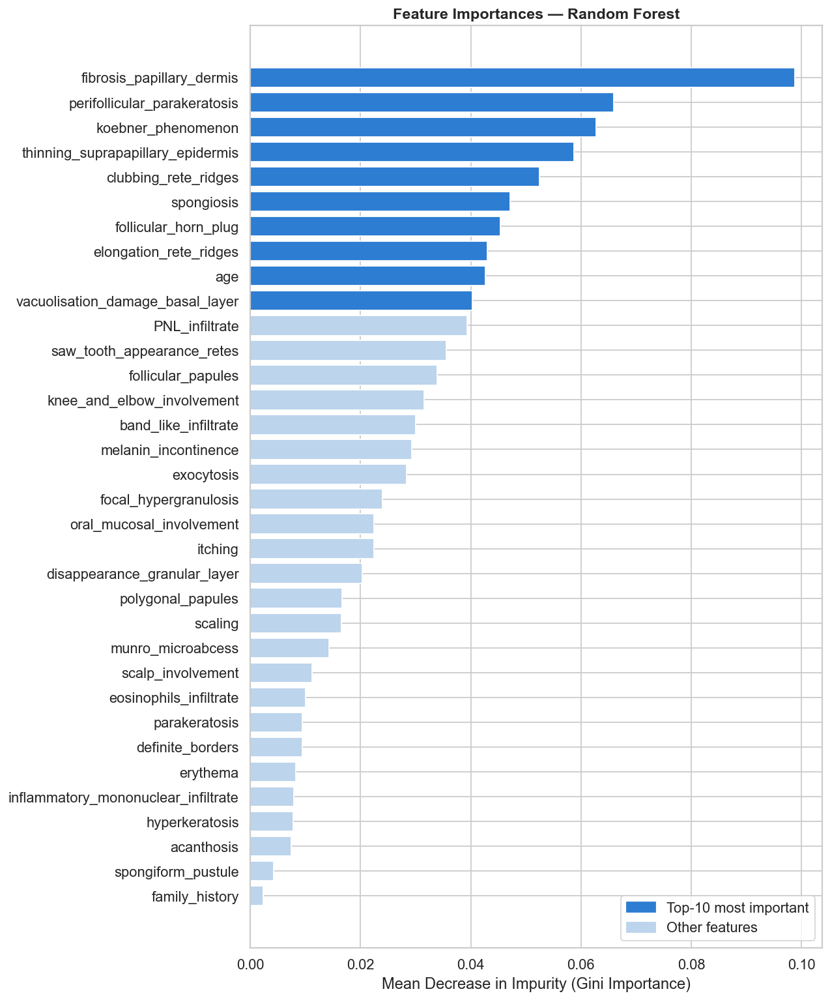 Feature Importances — Random Forest
fibrosis_papillary_dermis
perifollicular_parakeratosis
koebner_phenomenon
thinning_suprapapillary_epidermis
clubbing_rete_ridges
spongiosis
follicular_horn_plug
elongation_rete_ridges
age
vacuolisation_damage_basal_layer
PNL_infiltrate
saw_tooth_appearance_retes
follicular_papules
knee_and_elbow_involvement
band_like_infiltrate
melanin_incontinence
exocytosis
focal_hypergranulosis
oral_mucosal_involvement
itching
disappearance_granular_layer
polygonal_papules
scaling
munro_microabcess
scalp_involvement
eosinophils_infiltrate
parakeratosis
definite_borders
erythema
inflammatory_mononuclear_infiltrate
hyperkeratosis
acanthosis
spongiform_pustule
family_history
Top-10 most important
Other features
0.00 0.02 0.04 0.06 0.08 0.10
Mean Decrease in Impurity (Gini Importance)